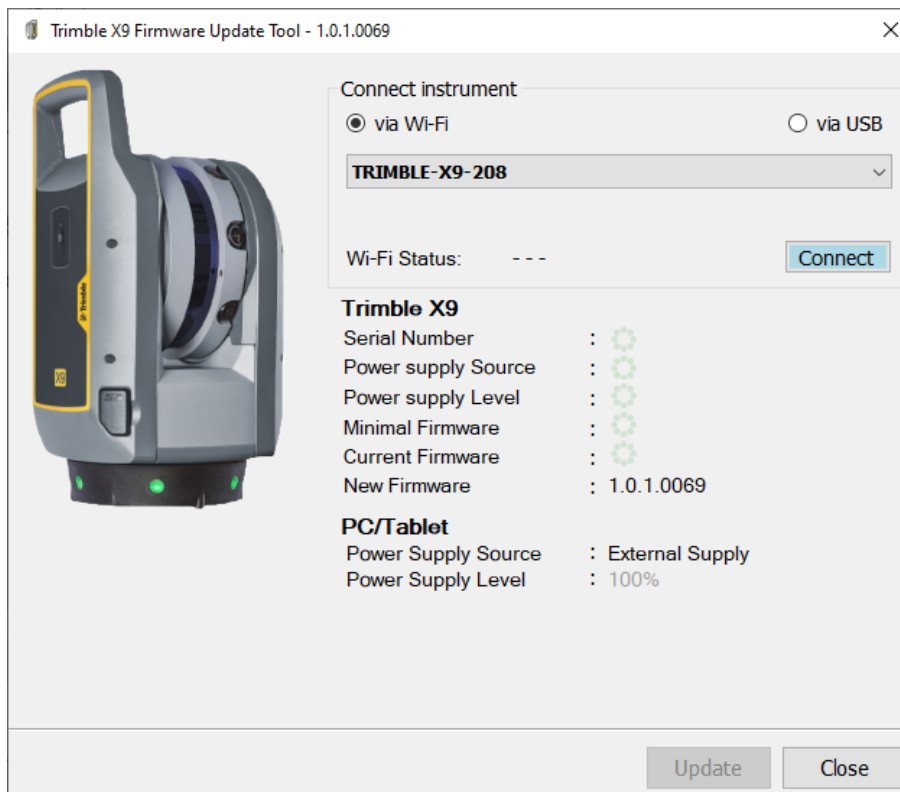 Trimble X9 Firmware Update Tool - 1.0.1.0069
Connect instrument
via Wi-Fi
via USB
TRIMBLE-X9-208
Wi-Fi Status: - - -
Connect
Trimble X9
Serial Number :
Power supply Source :
Power supply Level :
Minimal Firmware :
Current Firmware :
New Firmware : 1.0.1.0069
PC/Tablet
Power Supply Source : External Supply
Power Supply Level : 100%
Trimble
X9
Update
Close